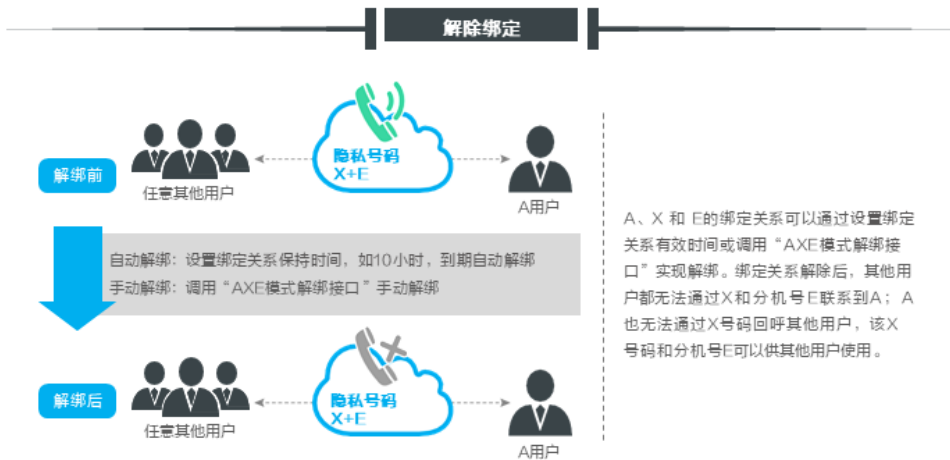 解除绑定
解绑前
任意其他用户
隐私号码
X+E
A用户
自动解绑：设置绑定关系保持时间，如10小时，到期自动解绑
手动解绑：调用“AXE模式解绑接口”手动解绑
解绑后
任意其他用户
隐私号码
X+E
A用户
A、X 和 E的绑定关系可以通过设置绑定
关系有效时间或调用“AXE模式解绑接
口”实现解绑。绑定关系解除后，其他用
户都无法通过X和分机号E联系到A；A
也无法通过X号码回呼其他用户，该X
号码和分机号E可以供其他用户使用。